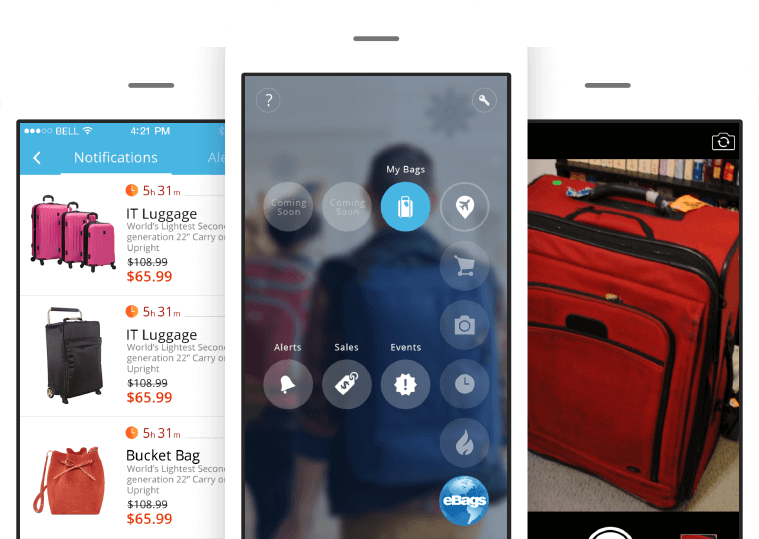 BELL 4:21 PM
Notifications Ale
5h 31m
IT Luggage
World's Lightest Secon
generation 22" Carry o
Upright
$108.99
$65.99
5h 31m
IT Luggage
World's Lightest Secon
generation 22" Carry o
Upright
$108.99
$65.99
5h 31m
Bucket Bag
World's Lightest Secon
generation 22" Carry o
Upright
$108.99
$65.99
?
My Bags
Coming
Soon
Coming
Soon
Alerts Sales Events
eBags